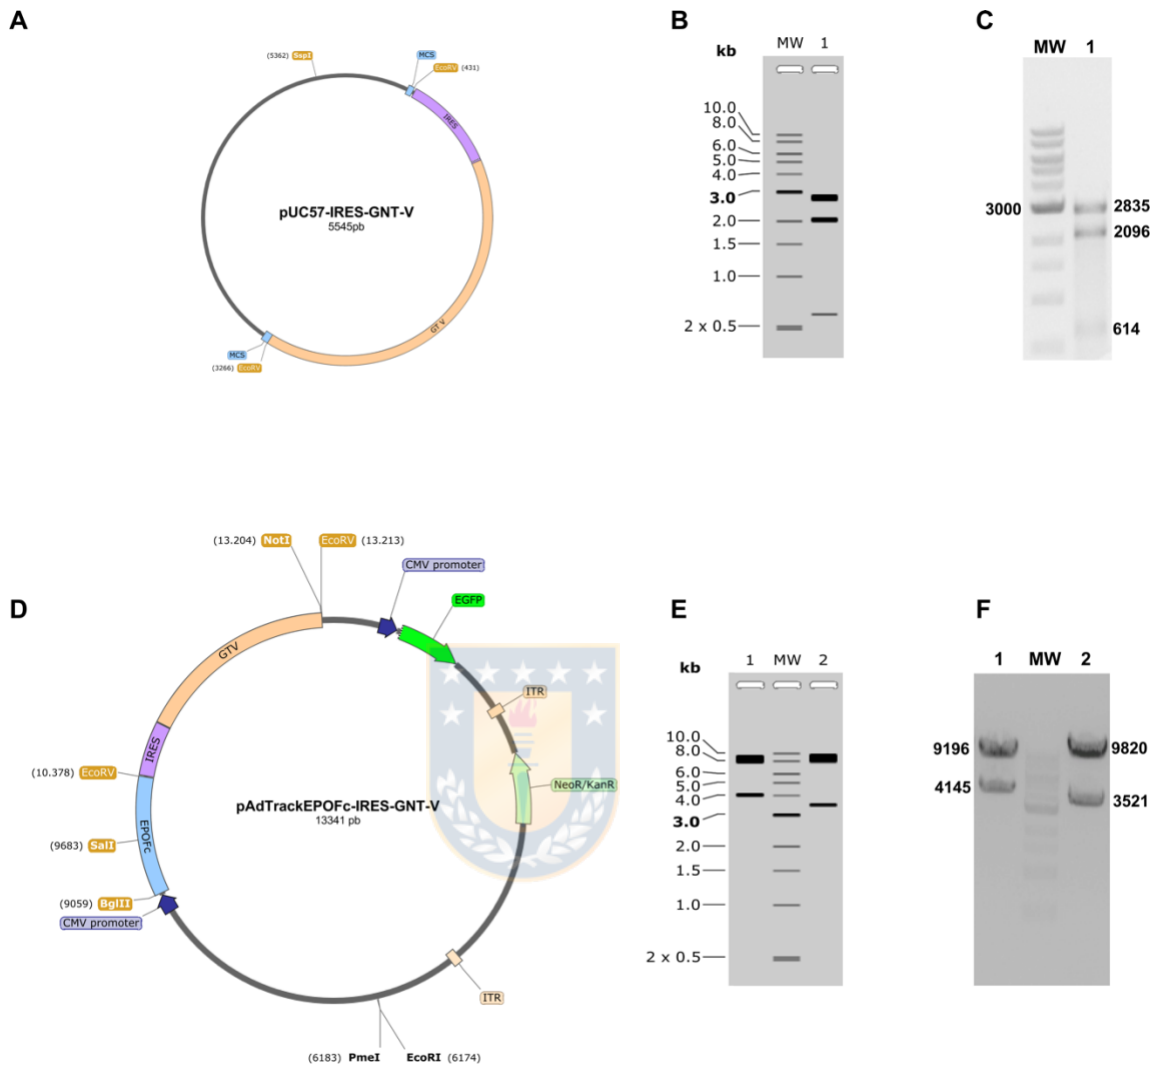 A
(5362) SspI
MCS
EcoRV (431)
IRES
pUC57-IRES-GNT-V
5545pb
GT V
MCS
(3266) EcoRV
B
kb
MW 1
10.0
8.0
6.0
5.0
4.0
3.0
2.0
1.5
1.0
2 x 0.5
C
MW 1
3000
2835
2096
614
D
(13.204) NotI
EcoRV (13.213)
CMV promoter
EGFP
GTV
ITR
IRES
(10.378) EcoRV
NeoR/KanR
pAdTrackEPOFc-IRES-GNT-V
13341 pb
EPOFc
(9683) SalI
(9059) BglII
CMV promoter
ITR
(6183) PmeI
EcoRI (6174)
E
kb
1 MW 2
10.0
8.0
6.0
5.0
4.0
3.0
2.0
1.5
1.0
2 x 0.5
F
1 MW 2
9196
9820
4145
3521